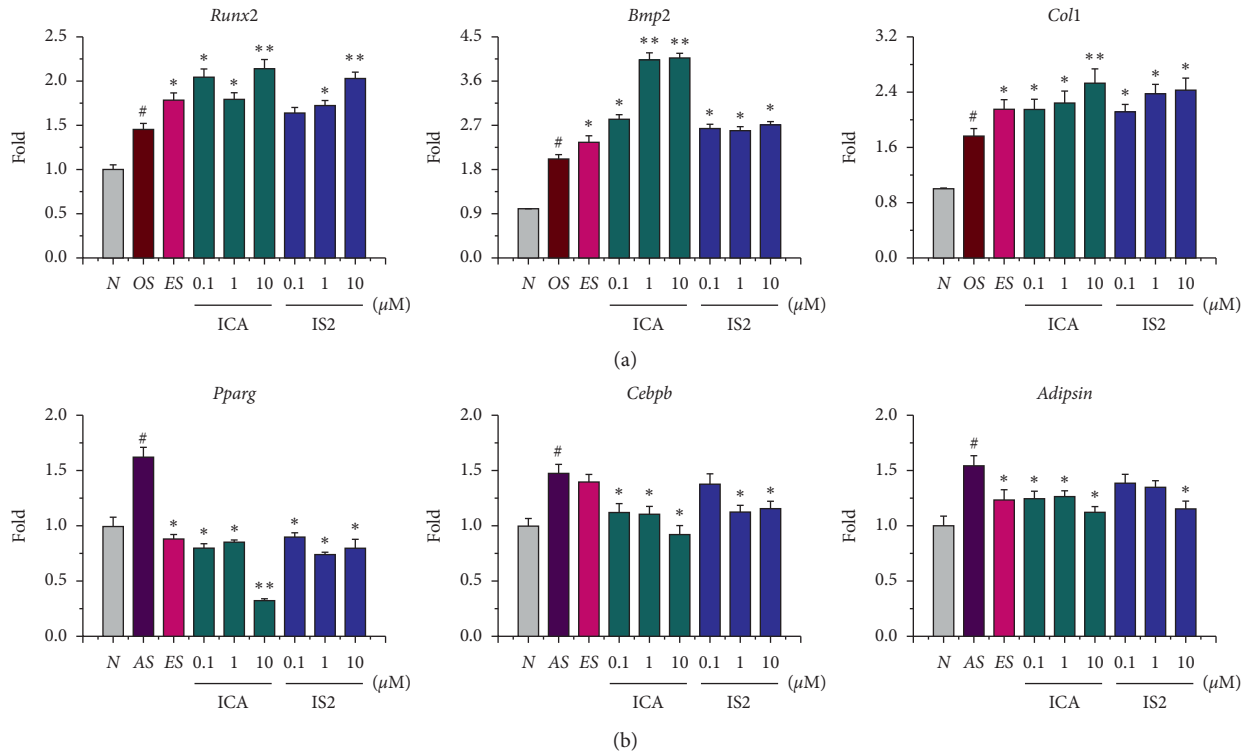 Runx2
Bmp2
Col1
Fold
2.5
2.0
1.5
1.0
0.5
0.0
# * * * ** * **
N OS ES 0.1 1 10 0.1 1 10
(μM)
ICA IS2
Fold
4.5
3.6
2.7
1.8
0.9
0.0
# * * ** ** * * *
N OS ES 0.1 1 10 0.1 1 10
(μM)
ICA IS2
Fold
3.2
2.4
1.6
0.8
0.0
# * * * ** * * *
N OS ES 0.1 1 10 0.1 1 10
(μM)
ICA IS2
(a)
Pparg
Cebpb
Adipsin
Fold
2.0
1.5
1.0
0.5
0.0
# * * * ** * * *
N AS ES 0.1 1 10 0.1 1 10
(μM)
ICA IS2
Fold
2.0
1.5
1.0
0.5
0.0
# * * * * *
N AS ES 0.1 1 10 0.1 1 10
(μM)
ICA IS2
Fold
2.0
1.5
1.0
0.5
0.0
# * * * * *
N AS ES 0.1 1 10 0.1 1 10
(μM)
ICA IS2
(b)